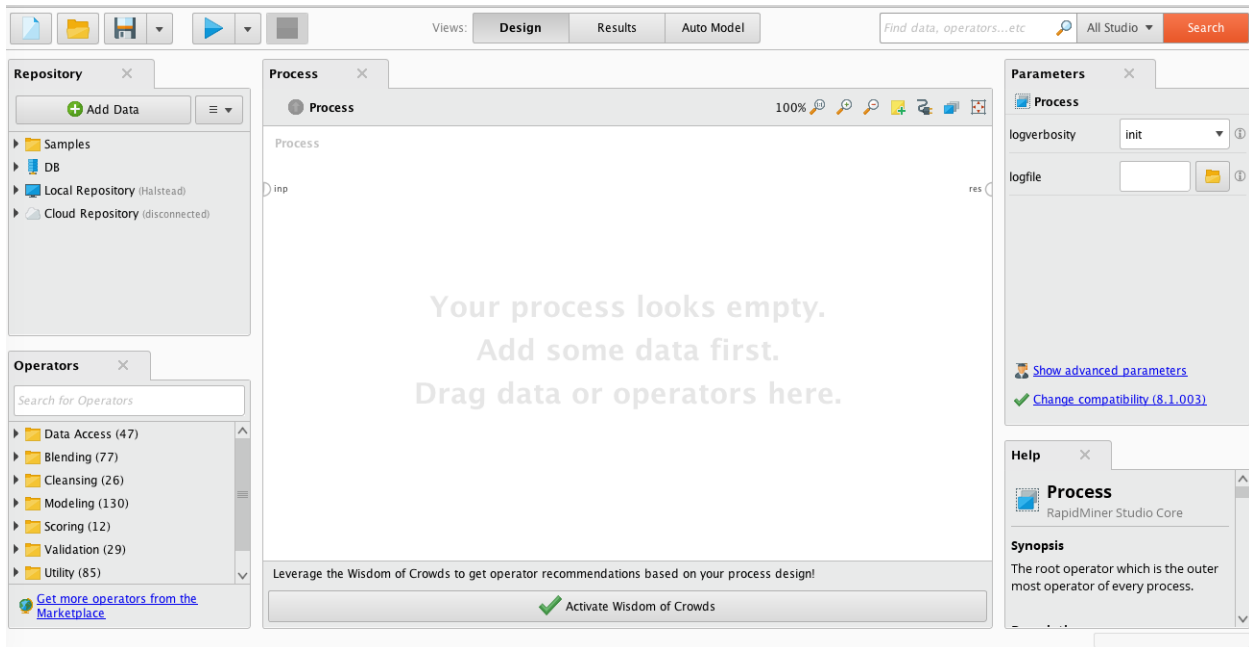 Views: Design Results Auto Model Find data, operators...etc All Studio Search
Repository
Add Data
Samples
DB
Local Repository (Halstead)
Cloud Repository (disconnected)
Operators
Search for Operators
Data Access (47)
Blending (77)
Cleansing (26)
Modeling (130)
Scoring (12)
Validation (29)
Utility (85)
Get more operators from the
Marketplace
Process
Process
100%
Process
inp
res
Your process looks empty.
Add some data first.
Drag data or operators here.
Leverage the Wisdom of Crowds to get operator recommendations based on your process design!
Activate Wisdom of Crowds
Parameters
Process
logverbosity init
logfile
Show advanced parameters
Change compatibility (8.1.003)
Help
Process
RapidMiner Studio Core
Synopsis
The root operator which is the outer
most operator of every process.